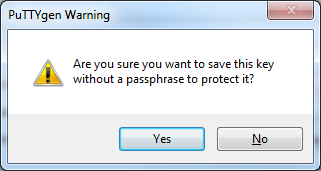 PuTTYgen Warning
Are you sure you want to save this key
without a passphrase to protect it?
Yes
No